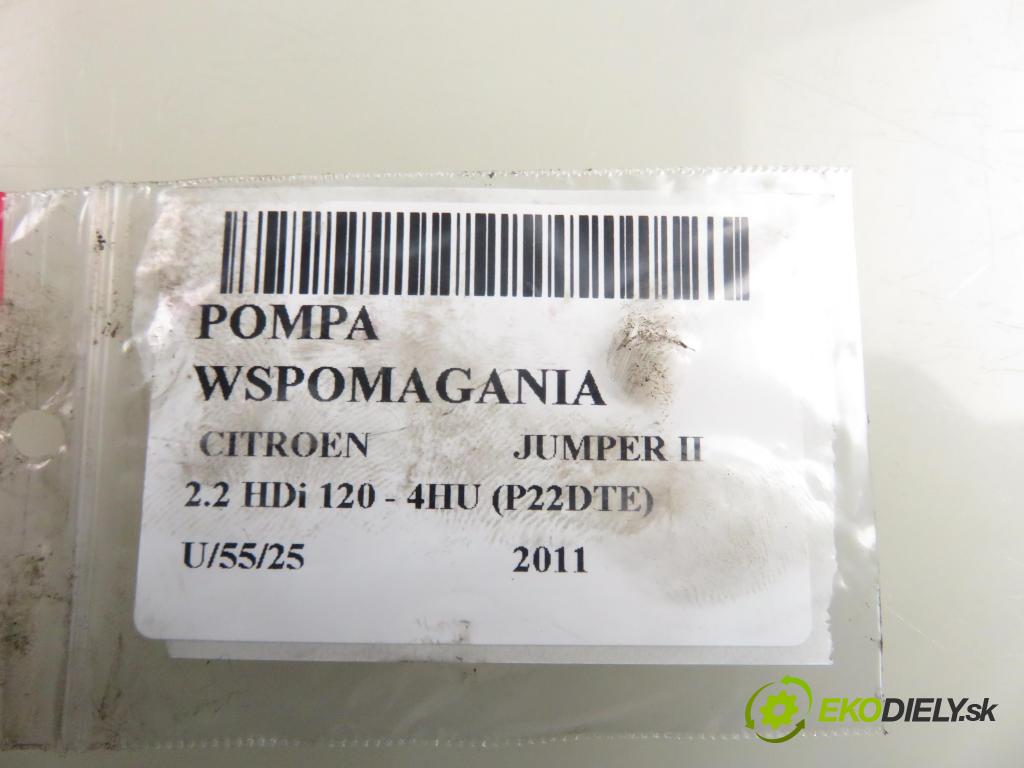 POMPA
WSPOMAGANIA
CITROEN JUMPER II
2.2 HDi 120 - 4HU (P22DTE)
U/55/25 2011
EKODIELY.sk